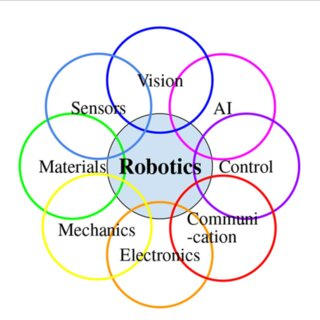 Vision
Sensors
AI
Materials
Robotics
Control
Mechanics
Communi
-cation
Electronics